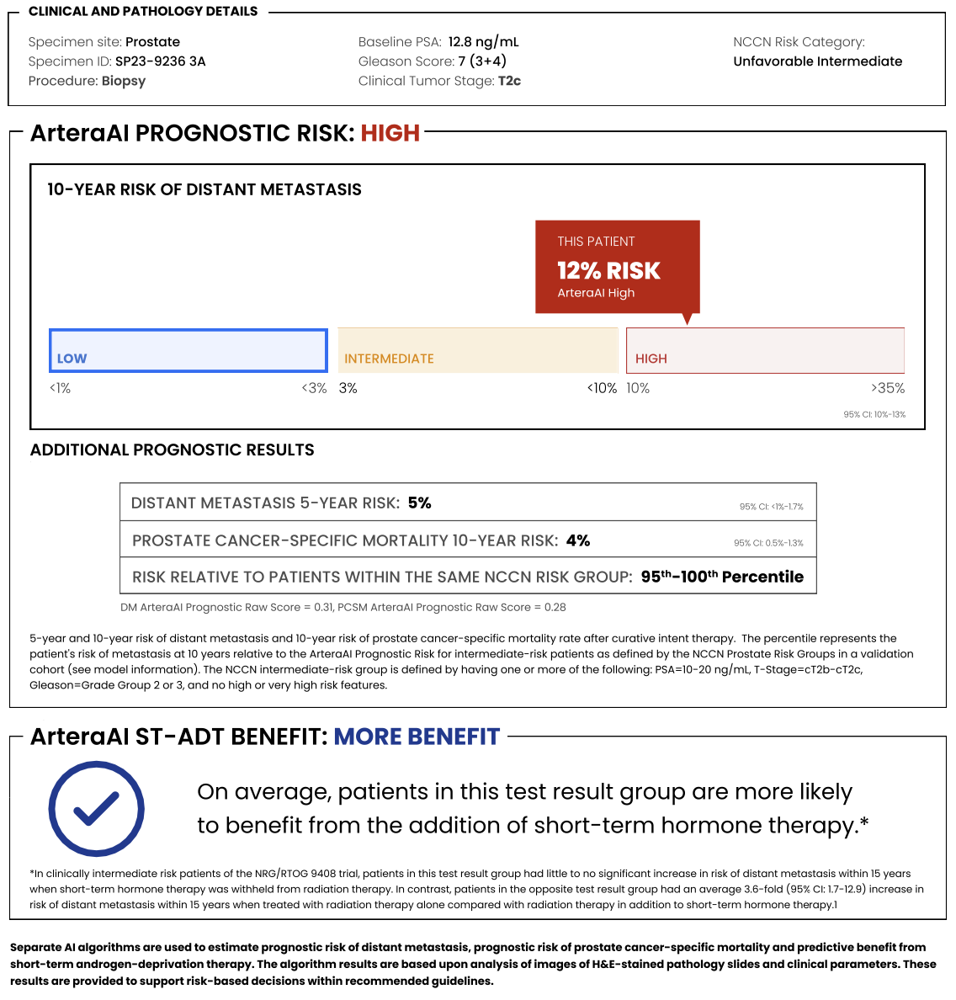 CLINICAL AND PATHOLOGY DETAILS
Specimen site: Prostate
Specimen ID: SP23-9236 3A
Procedure: Biopsy
Baseline PSA: 12.8 ng/mL
Gleason Score: 7 (3+4)
Clinical Tumor Stage: T2c
NCCN Risk Category:
Unfavorable Intermediate
ArteraAI PROGNOSTIC RISK: HIGH
10-YEAR RISK OF DISTANT METASTASIS
THIS PATIENT
12% RISK
ArteraAI High
LOW
INTERMEDIATE
HIGH
<1% <3% 3% <10% 10% >35%
95% CI: 10%-13%
ADDITIONAL PROGNOSTIC RESULTS
DISTANT METASTASIS 5-YEAR RISK: 5% 95% CI: <1%-1.7%
PROSTATE CANCER-SPECIFIC MORTALITY 10-YEAR RISK: 4% 95% CI: 0.5%-1.3%
RISK RELATIVE TO PATIENTS WITHIN THE SAME NCCN RISK GROUP: 95th-100th Percentile
DM ArteraAI Prognostic Raw Score = 0.31, PCSM ArteraAI Prognostic Raw Score = 0.28
5-year and 10-year risk of distant metastasis and 10-year risk of prostate cancer-specific mortality rate after curative intent therapy. The percentile represents the
patient's risk of metastasis at 10 years relative to the ArteraAI Prognostic Risk for intermediate-risk patients as defined by the NCCN Prostate Risk Groups in a validation
cohort (see model information). The NCCN intermediate-risk group is defined by having one or more of the following: PSA=10-20 ng/mL, T-Stage=cT2b-cT2c,
Gleason=Grade Group 2 or 3, and no high or very high risk features.
ArteraAI ST-ADT BENEFIT: MORE BENEFIT
On average, patients in this test result group are more likely
to benefit from the addition of short-term hormone therapy.*
*In clinically intermediate risk patients of the NRG/RTOG 9408 trial, patients in this test result group had little to no significant increase in risk of distant metastasis within 15 years
when short-term hormone therapy was withheld from radiation therapy. In contrast, patients in the opposite test result group had an average 3.6-fold (95% CI: 1.7-12.9) increase in
risk of distant metastasis within 15 years when treated with radiation therapy alone compared with radiation therapy in addition to short-term hormone therapy.1
Separate AI algorithms are used to estimate prognostic risk of distant metastasis, prognostic risk of prostate cancer-specific mortality and predictive benefit from
short-term androgen-deprivation therapy. The algorithm results are based upon analysis of images of H&E-stained pathology slides and clinical parameters. These
results are provided to support risk-based decisions within recommended guidelines.